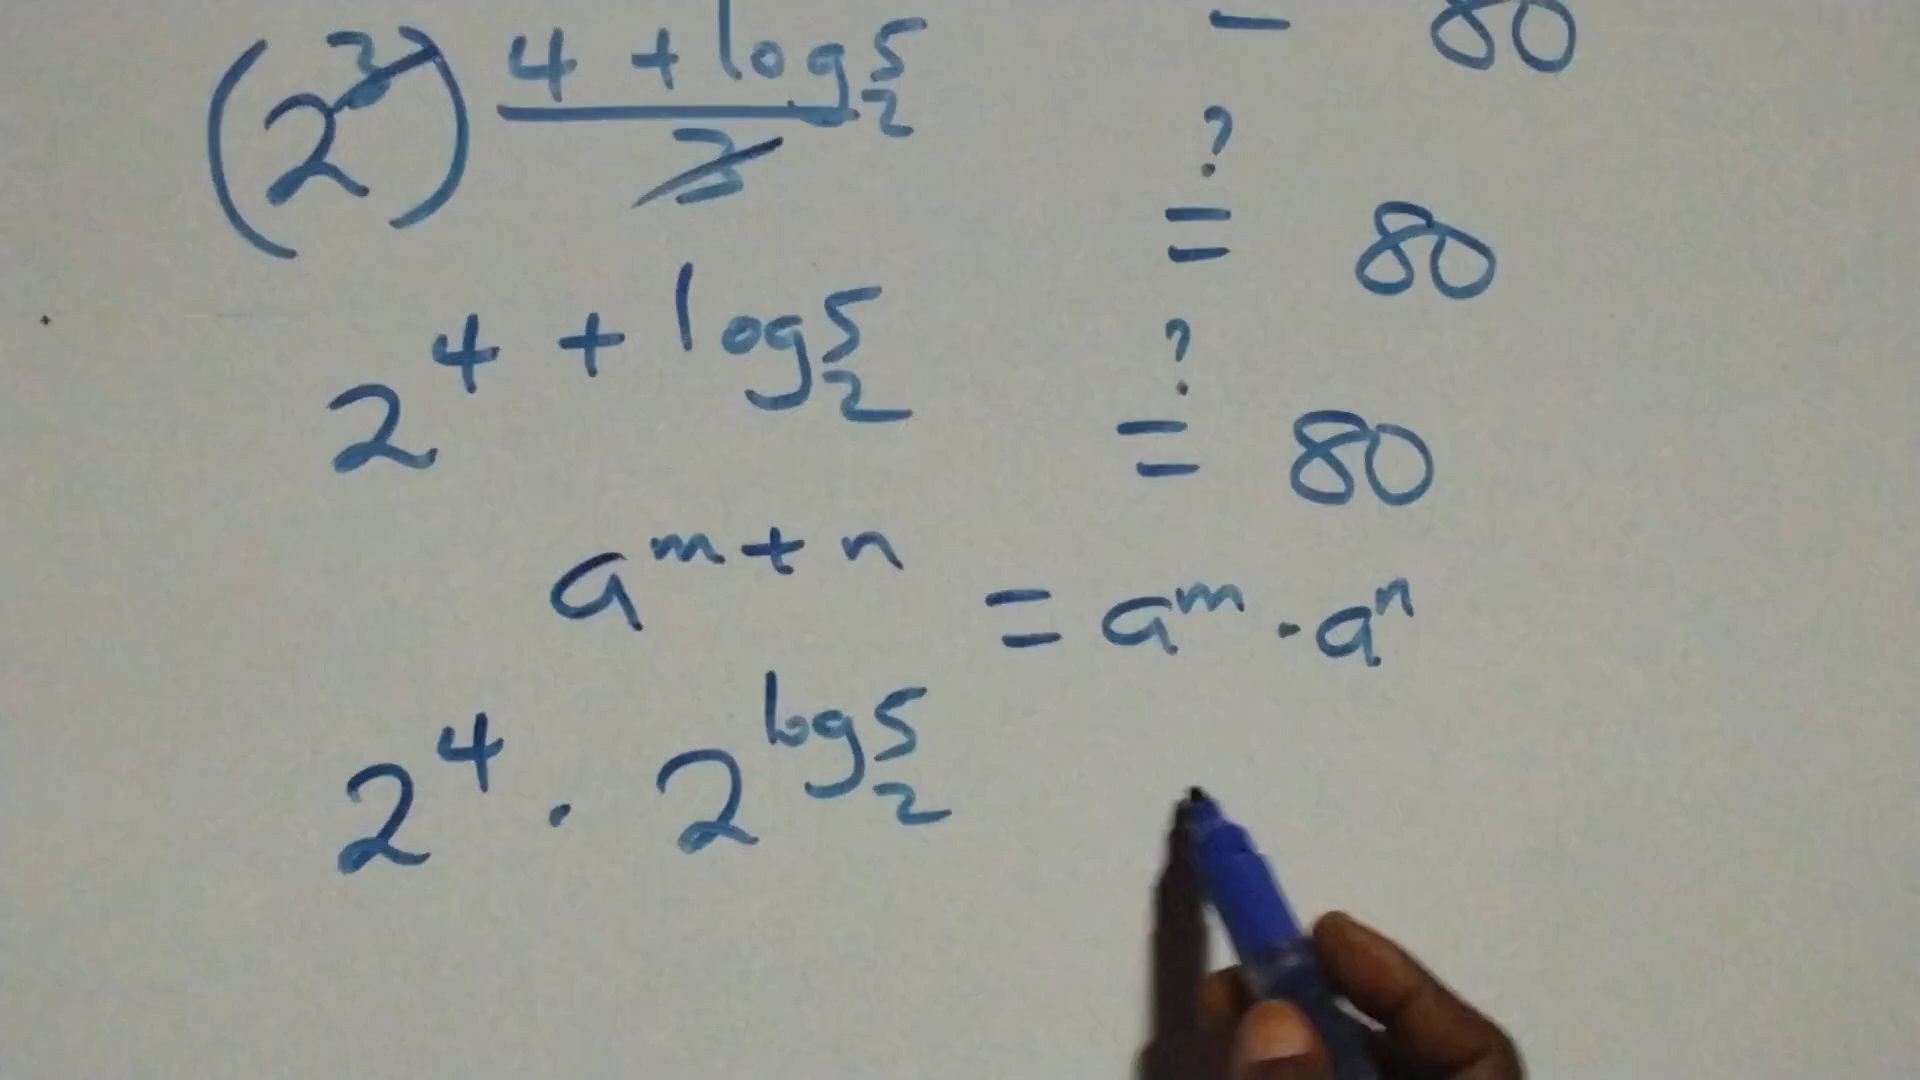 (2³)^((4 + log₂5)/3) = 80
2^(4 + log₂5) ?= 80
a^(m + n) = a^m · a^n
2⁴ · 2^(log₂5)